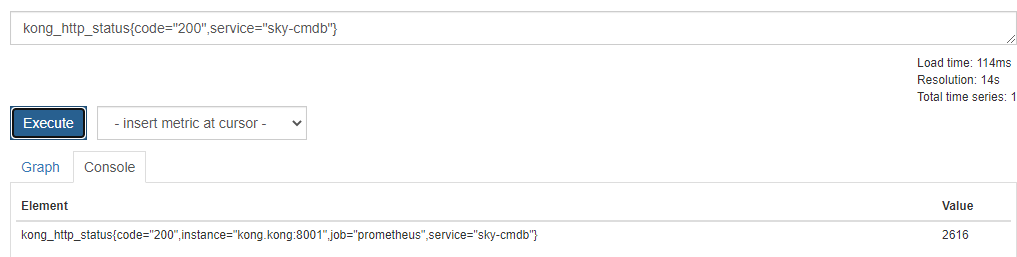 kong_http_status{code="200",service="sky-cmdb"}
Load time: 114ms
Resolution: 14s
Total time series: 1
Execute
- insert metric at cursor -
Graph
Console
Element
Value
kong_http_status{code="200",instance="kong.kong:8001",job="prometheus",service="sky-cmdb"}
2616